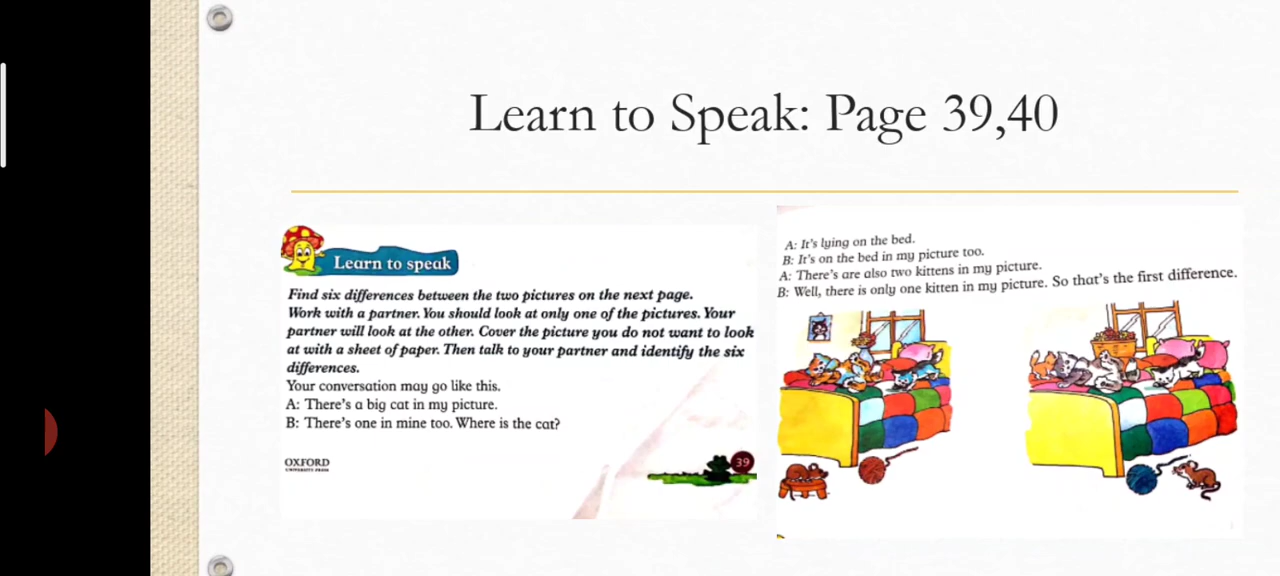 Learn to Speak: Page 39,40
Learn to speak
Find six differences between the two pictures on the next page.
Work with a partner. You should look at only one of the pictures. Your
partner will look at the other. Cover the picture you do not want to look
at with a sheet of paper. Then talk to your partner and identify the six
differences.
Your conversation may go like this.
A: There's a big cat in my picture.
B: There's one in mine too. Where is the cat?
OXFORD
UNIVERSITY PRESS
39
A: It's lying on the bed.
B: It's on the bed in my picture too.
A: There's are also two kittens in my picture.
B: Well, there is only one kitten in my picture. So that's the first difference.